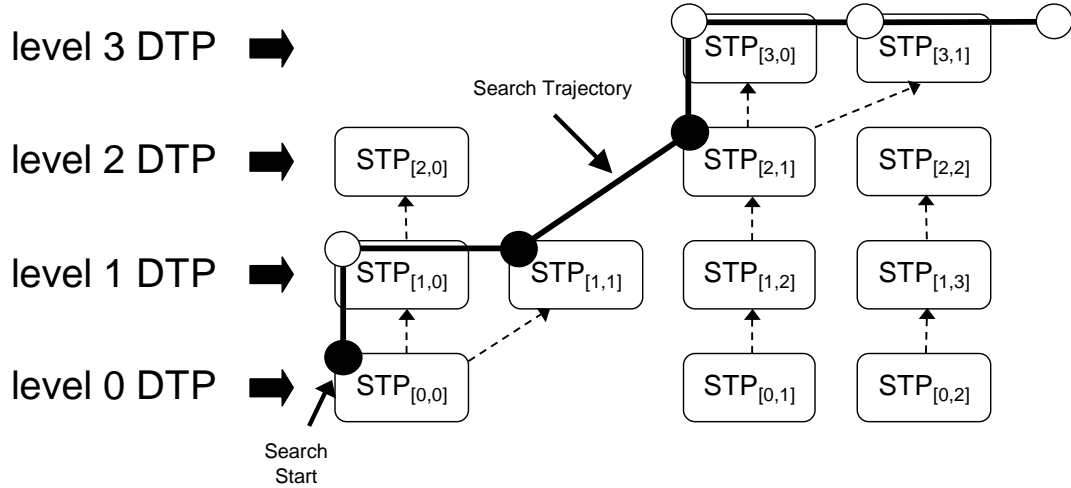 level 3 DTP
STP[3,0]
STP[3,1]
Search Trajectory
level 2 DTP
STP[2,0]
STP[2,1]
STP[2,2]
level 1 DTP
STP[1,0]
STP[1,1]
STP[1,2]
STP[1,3]
level 0 DTP
STP[0,0]
STP[0,1]
STP[0,2]
Search
Start